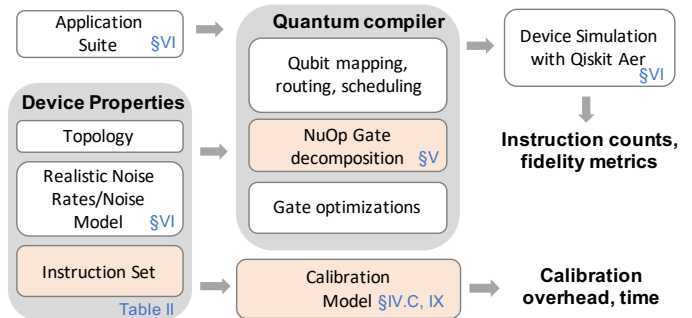 Application
Suite §VI
Device Properties
Topology
Realistic Noise
Rates/Noise
Model §VI
Instruction Set
Table II
Quantum compiler
Qubit mapping,
routing, scheduling
NuOp Gate
decomposition §V
Gate optimizations
Calibration
Model §IV.C, IX
Device Simulation
with Qiskit Aer
§VI
Instruction counts,
fidelity metrics
Calibration
overhead, time